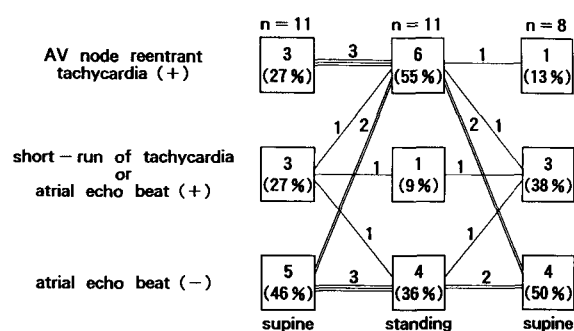 n = 11 n = 11 n = 8
AV node reentrant
tachycardia (+)
3
(27 %)
3
6
(55 %)
1
1
(13 %)
1 2 2 1
short - run of tachycardia
or
atrial echo beat (+)
3
(27 %)
1
1
(9 %)
1
3
(38 %)
1 1
atrial echo beat (-)
5
(46 %)
3
4
(36 %)
2
4
(50 %)
supine standing supine